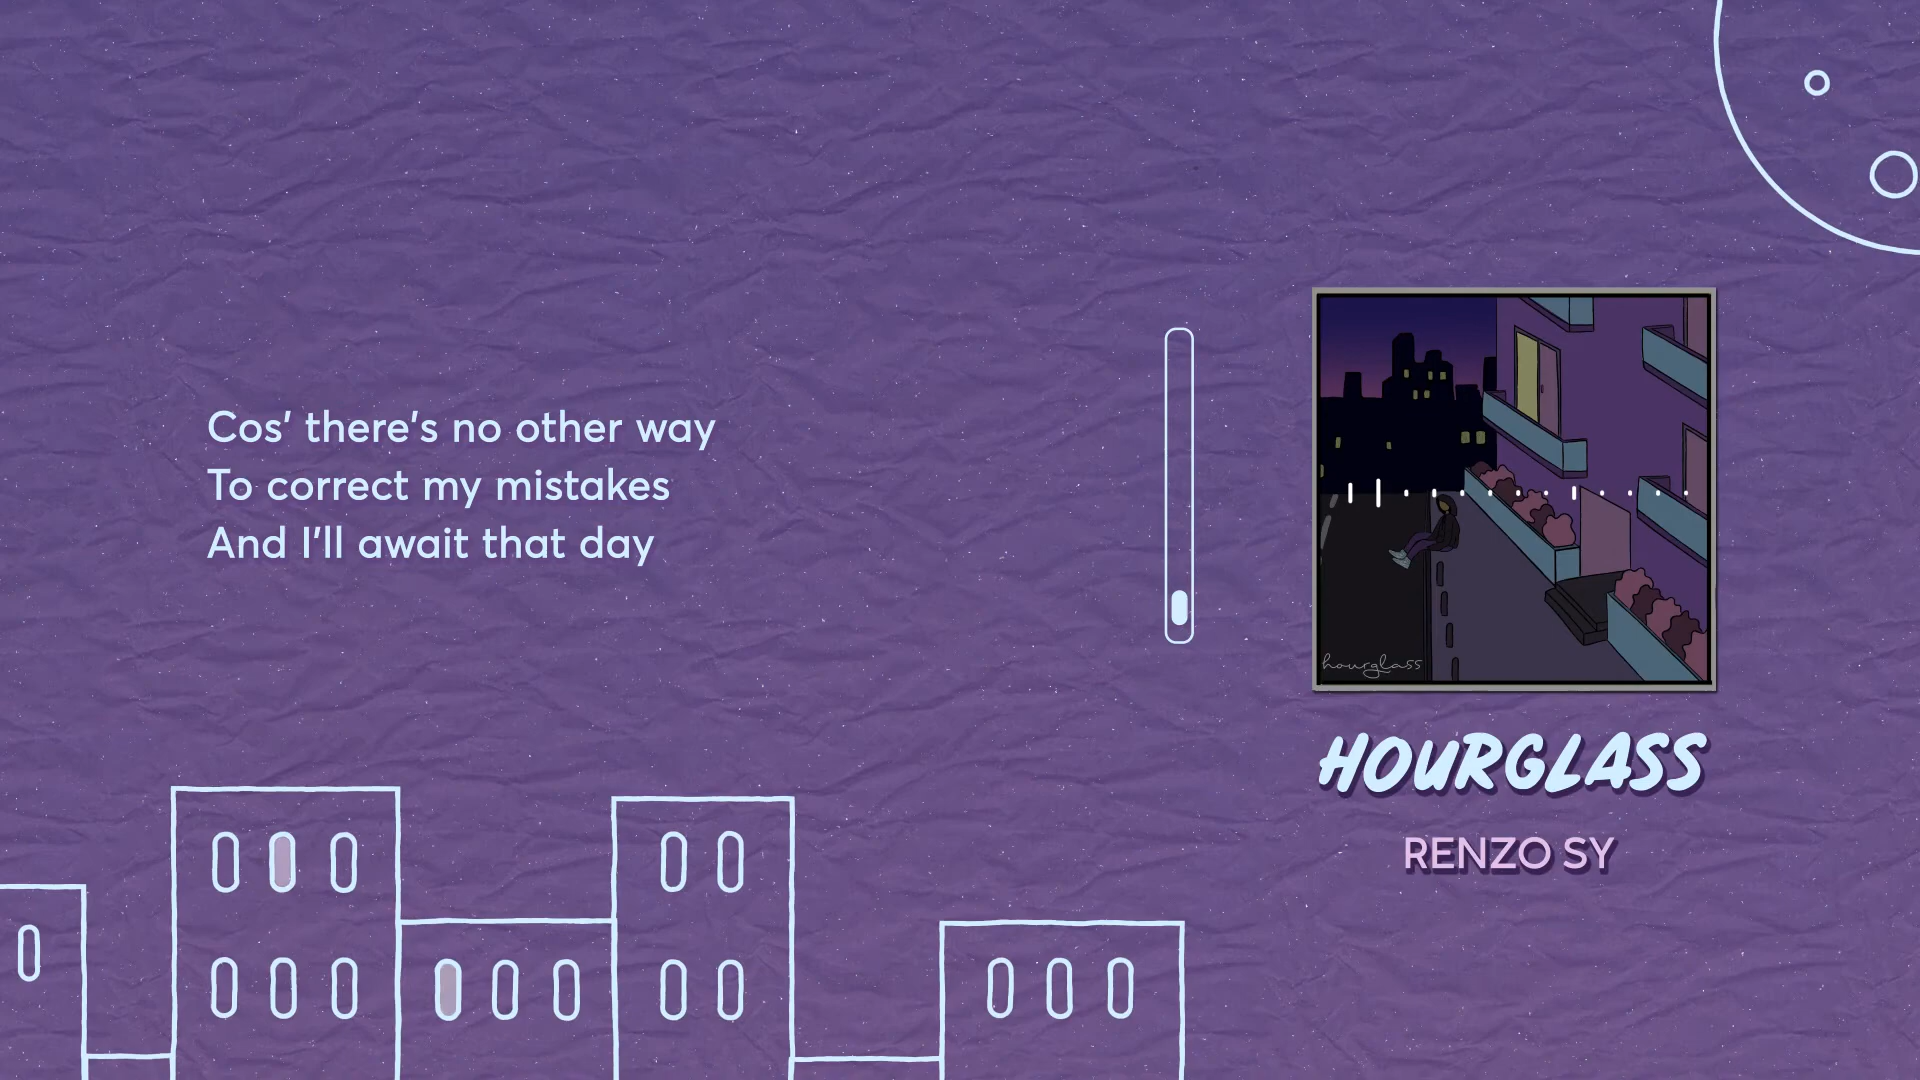 Cos' there's no other way
To correct my mistakes
And I'll await that day
hourglass
HOURGLASS
RENZO SY